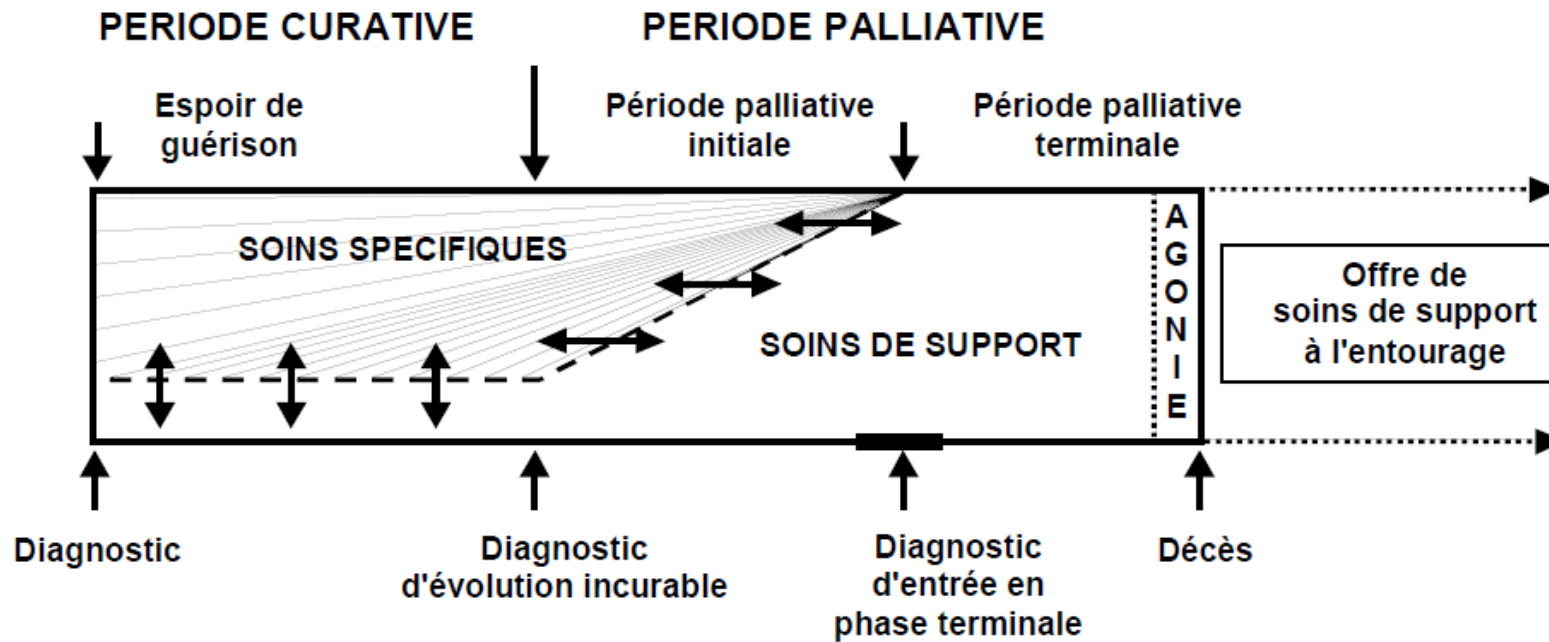 PERIODE CURATIVE
PERIODE PALLIATIVE
Espoir de
guérison
Période palliative
initiale
Période palliative
terminale
SOINS SPECIFIQUES
SOINS DE SUPPORT
A
G
O
N
I
E
Offre de
soins de support
à l'entourage
Diagnostic
Diagnostic
d'évolution incurable
Diagnostic
d'entrée en
phase terminale
Décès